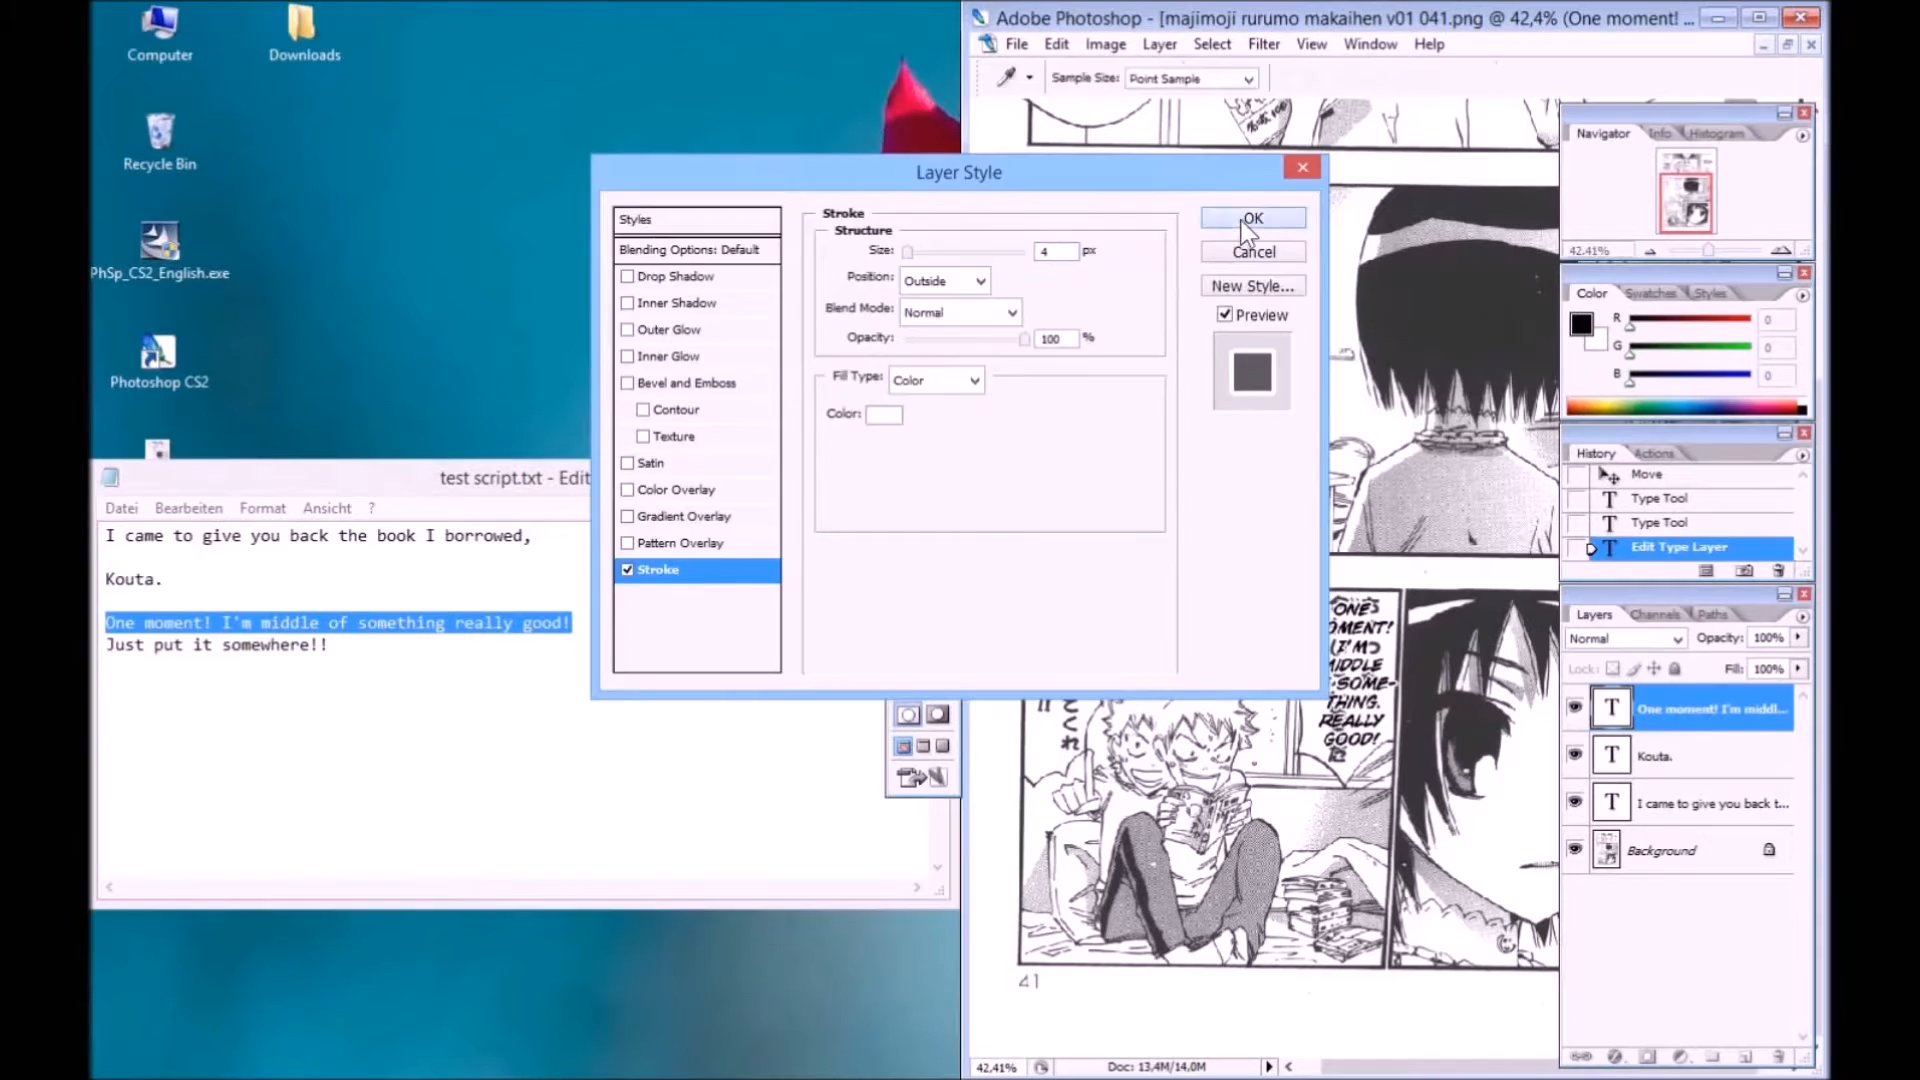 Computer
Downloads
Recycle Bin
PhSp_CS2_English.exe
Photoshop CS2
test script.txt - Edit
Datei Bearbeiten Format Ansicht ?
I came to give you back the book I borrowed,
Kouta.
One moment! I'm middle of something really good!
Just put it somewhere!!
Adobe Photoshop - [majimoji rurumo makaihen v01 041.png @ 42,4% (One moment! ...
File Edit Image Layer Select Filter View Window Help
Sample Size: Point Sample
Layer Style
Styles
Blending Options: Default
Drop Shadow
Inner Shadow
Outer Glow
Inner Glow
Bevel and Emboss
Contour
Texture
Satin
Color Overlay
Gradient Overlay
Pattern Overlay
Stroke
Stroke
Structure
Size: 4 px
Position: Outside
Blend Mode: Normal
Opacity: 100 %
Fill Type: Color
Color:
OK
Cancel
New Style...
Preview
Navigator Info Histogram
42.41%
Color Swatches Styles
R 0
G 0
B 0
History Actions
Move
Type Tool
Type Tool
Edit Type Layer
Layers Channels Paths
Normal Opacity: 100%
Lock: Fill: 100%
T One moment! I'm middl...
T Kouta.
T I came to give you back t...
Background
ONE
OMENT!
I'M
IDDLE
SOME-
THING.
REALLY
GOOD!
くれ
!!
41
42,41% Doc: 13,4M/14,0M